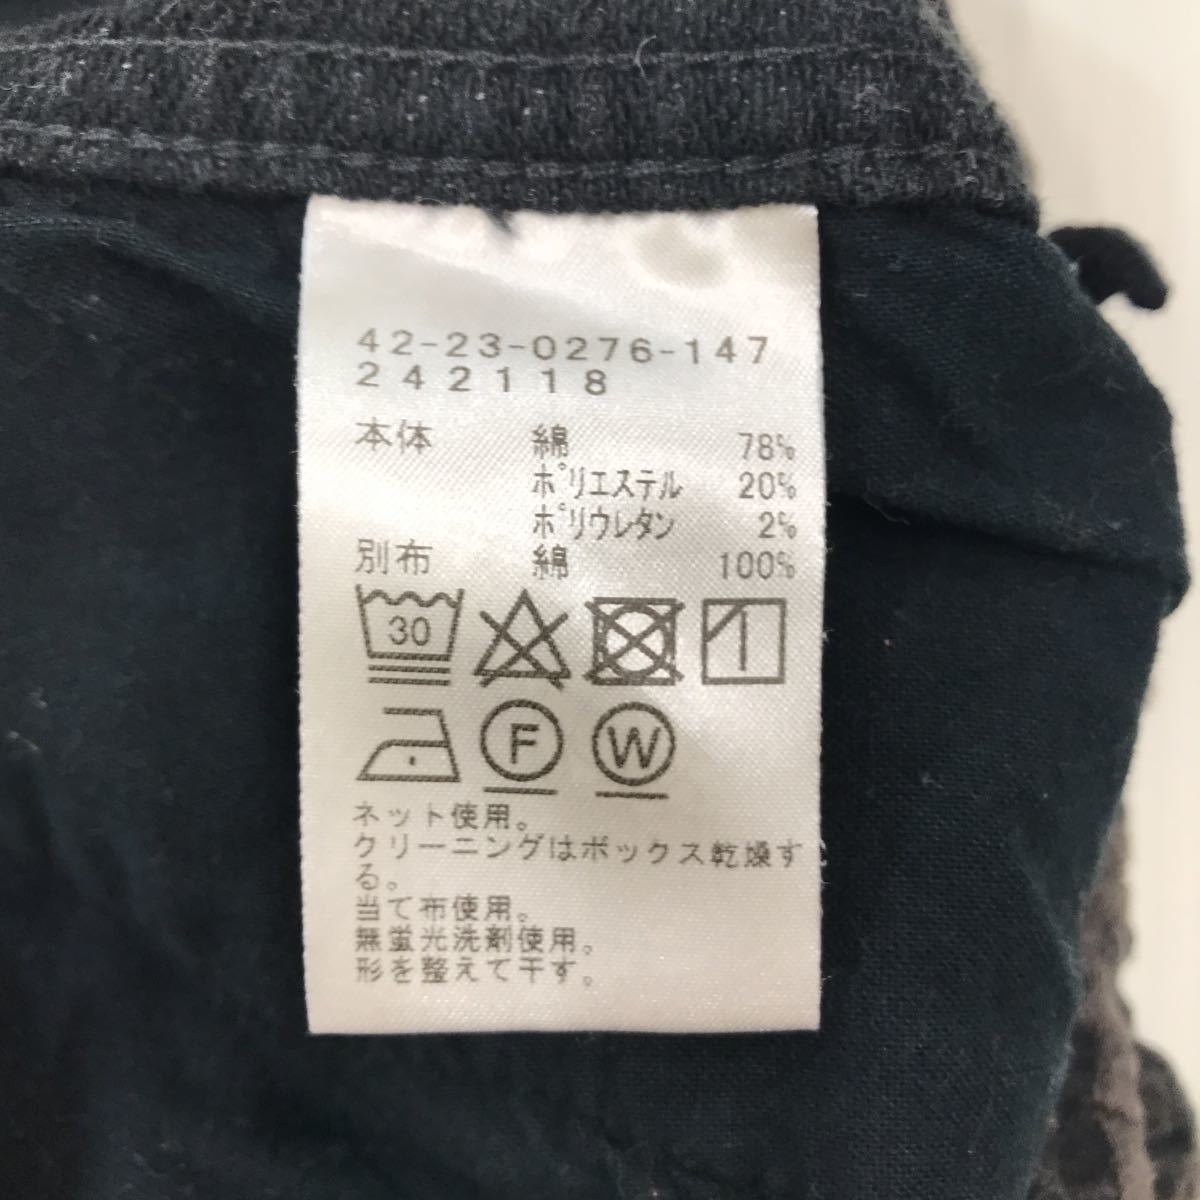 42-23-0276-147
242118
本体 綿 78%
ポリエステル 20%
ポリウレタン 2%
別布 綿 100%
30
F W
ネット使用。
クリーニングはボックス乾燥す
る。
当て布使用。
無蛍光洗剤使用。
形を整えて干す。